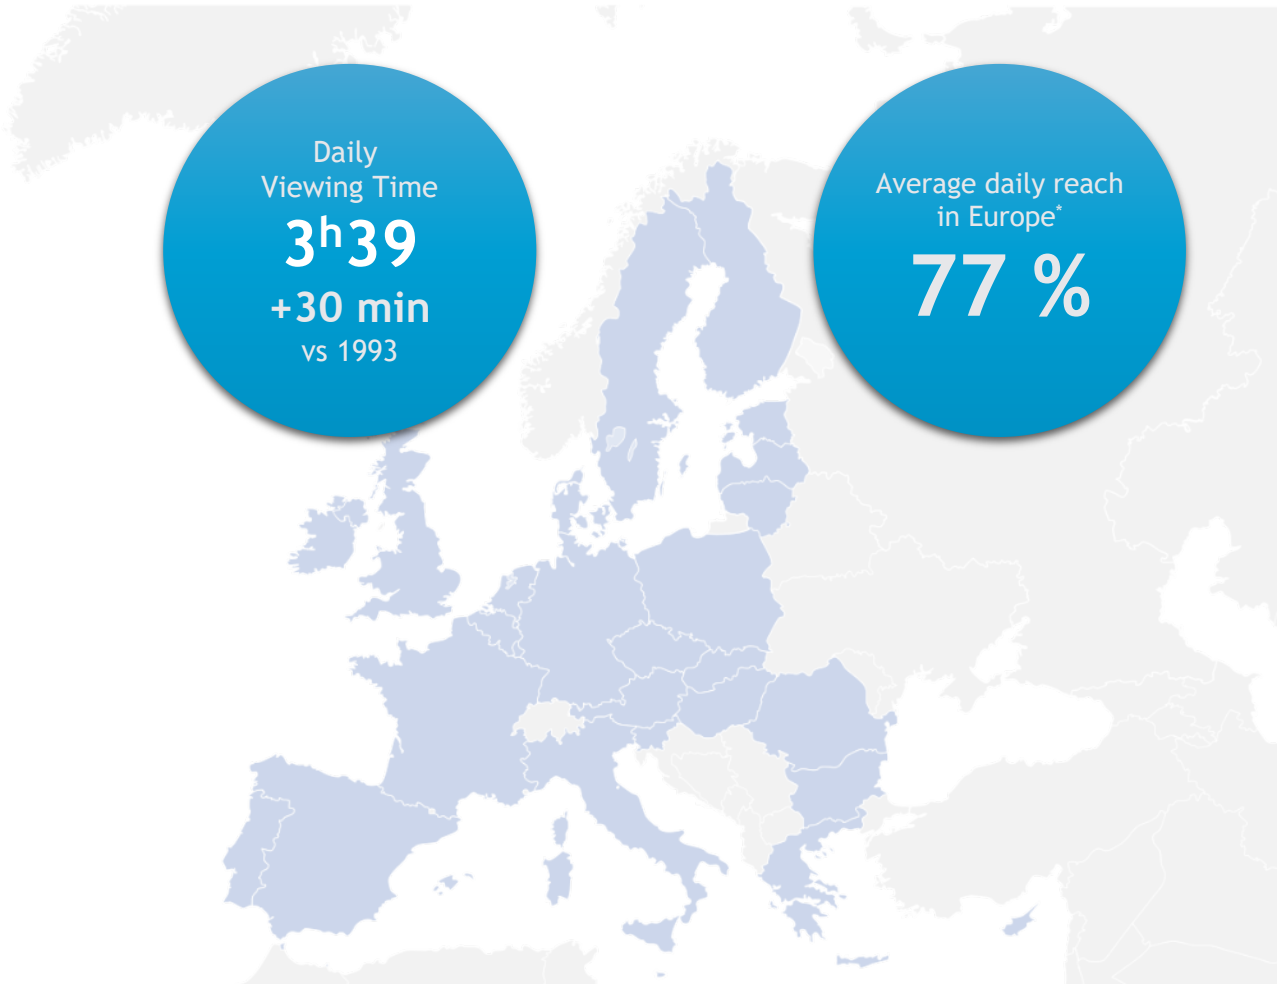 Daily
Viewing Time
3h39
+30 min
vs 1993
Average daily reach
in Europe*
77 %